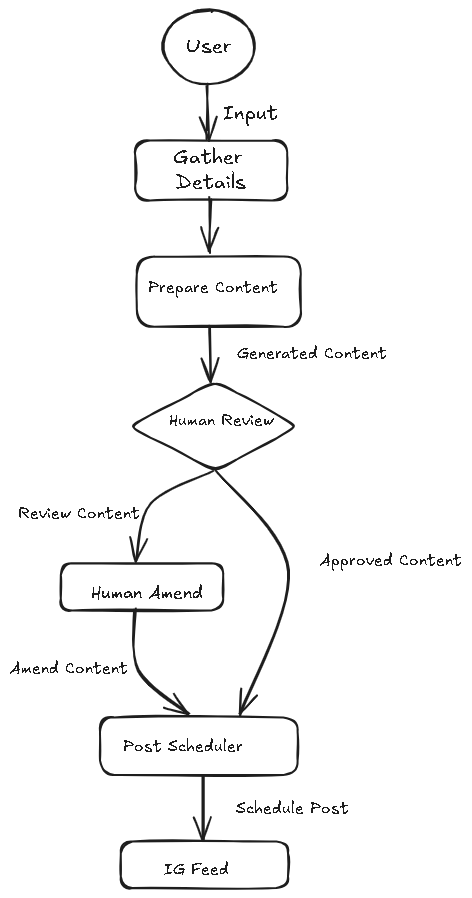 User
Input
Gather
Details
Prepare Content
Generated Content
Human Review
Review Content
Approved Content
Human Amend
Amend Content
Post Scheduler
Schedule Post
IG Feed